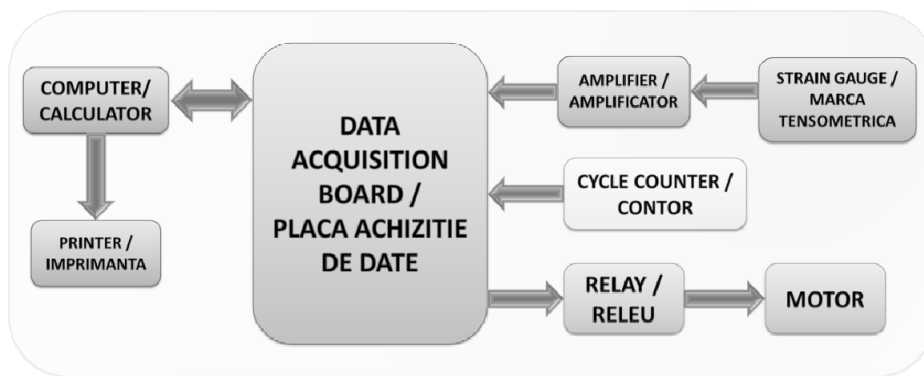 COMPUTER/
CALCULATOR
PRINTER /
IMPRIMANTA
DATA
ACQUISITION
BOARD /
PLACA ACHIZITIE
DE DATE
AMPLIFIER /
AMPLIFICATOR
STRAIN GAUGE /
MARCA
TENSOMETRICA
CYCLE COUNTER /
CONTOR
RELAY /
RELEU
MOTOR